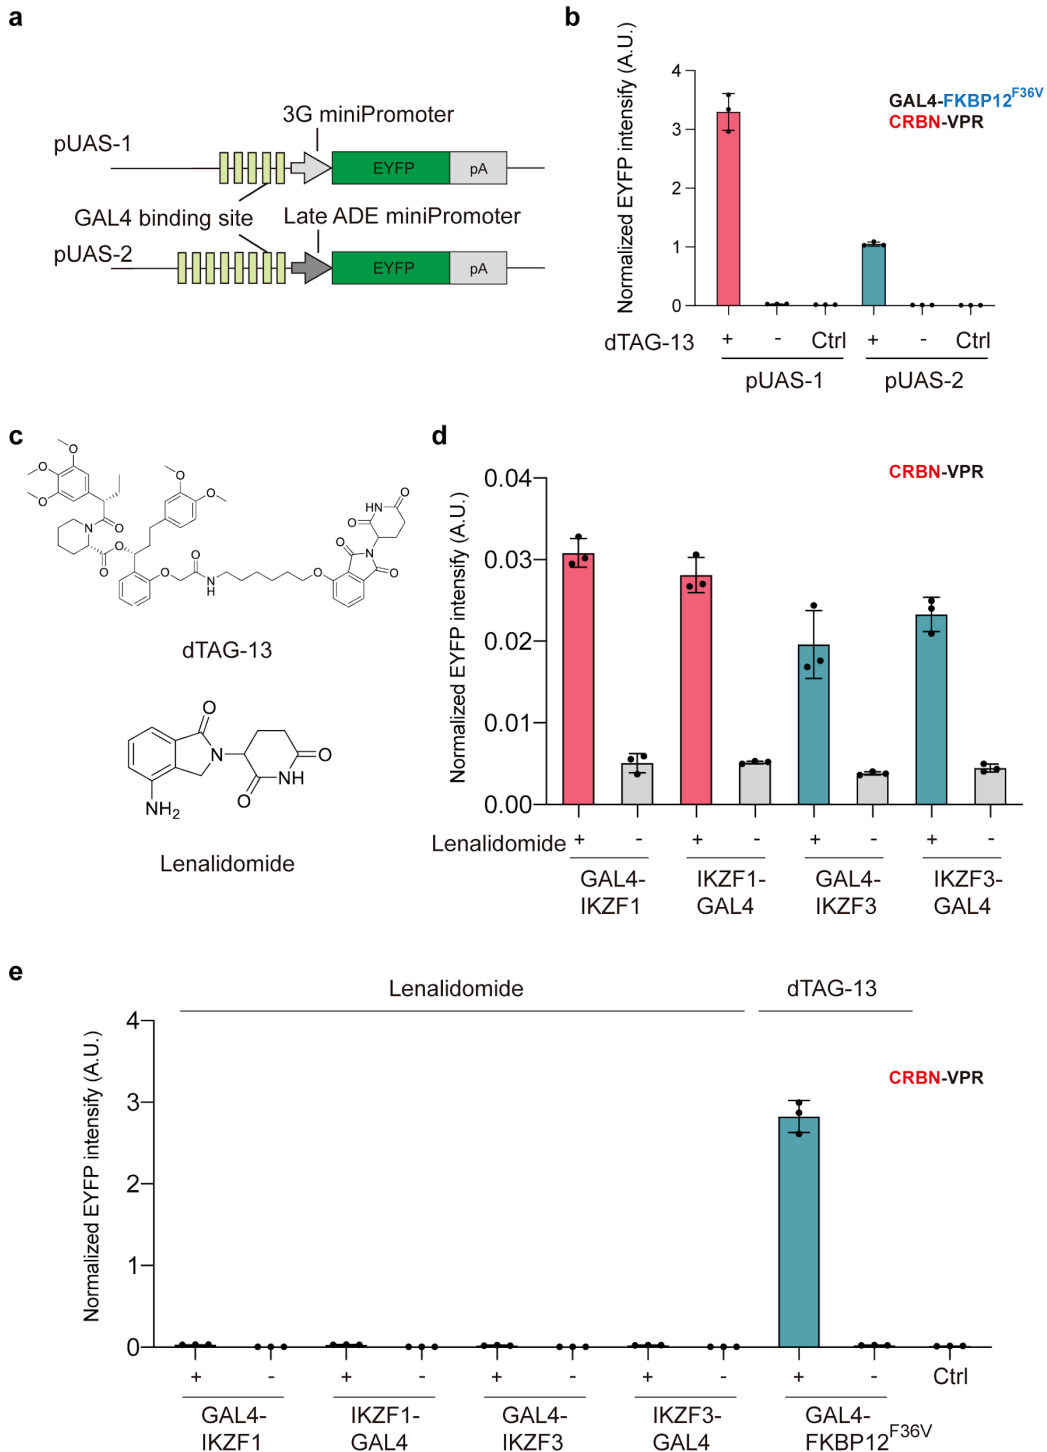 a
3G miniPromoter
pUAS-1
EYFP
pA
GAL4 binding site
Late ADE miniPromoter
pUAS-2
EYFP
pA
b
Normalized EYFP intensify (A.U.)
4
3
2
1
0
GAL4-FKBP12F36V
CRBN-VPR
dTAG-13
+ - Ctrl + - Ctrl
pUAS-1 pUAS-2
c
O
O
O
O
O
N
O
O
O
O
N
H
O
O
O
N
O
HN
O
O
dTAG-13
O
N
O
NH
O
NH2
Lenalidomide
d
Normalized EYFP intensify (A.U.)
0.04
0.03
0.02
0.01
0.00
CRBN-VPR
Lenalidomide + - + - + - + -
GAL4- IKZF1- GAL4- IKZF3-
IKZF1 GAL4 IKZF3 GAL4
e
Lenalidomide dTAG-13
Normalized EYFP intensify (A.U.)
4
3
2
1
0
CRBN-VPR
+ - + - + - + - + - Ctrl
GAL4- IKZF1- GAL4- IKZF3- GAL4-
IKZF1 GAL4 IKZF3 GAL4 FKBP12F36V